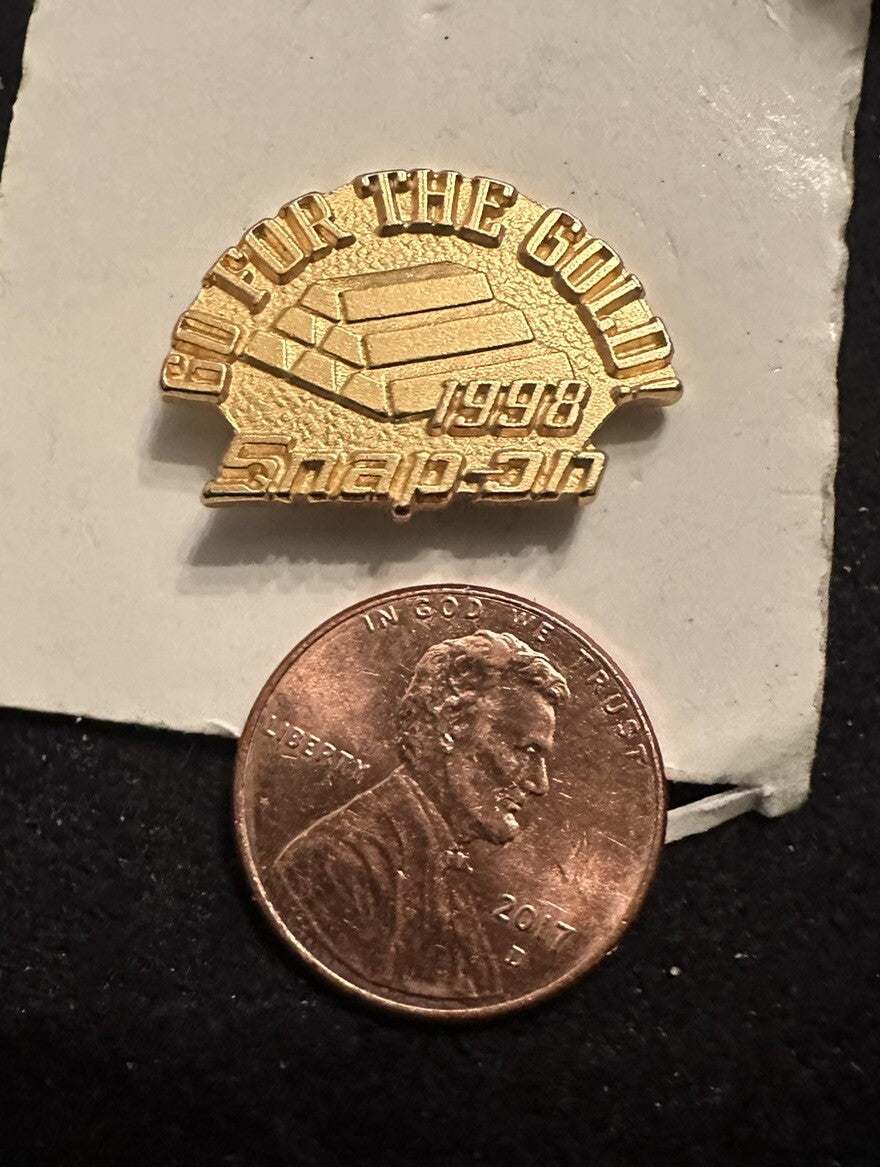 GO FOR THE GOLD!
1998
Snap-on
IN GOD WE TRUST
LIBERTY
2017
D